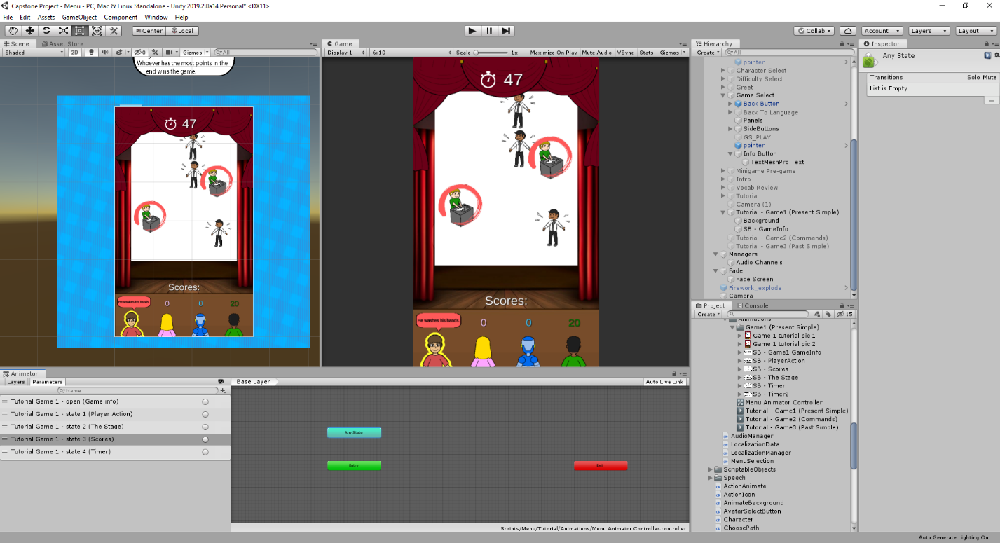 Capstone Project - Menu - PC, Mac & Linux Standalone - Unity 2019.2.0a14 Personal* <DX11>
File Edit Assets GameObject Component Window Help
Center Local
Collab Account Layers Layout
Scene Asset Store
Shaded 2D 0 Gizmos All
Whoever has the most points in the
end wins the game.
47
Scores:
He washes his hands.
0 0 20
Game
Display 1 6:10 Scale 1x Maximize On Play Mute Audio VSync Stats Gizmos
47
Scores:
He washes his hands.
0 0 20
Hierarchy
Create All
pointer
Character Select
Difficulty Select
Greet
Game Select
Back Button
Back To Language
Panels
SideButtons
GS_PLAY
pointer
Info Button
TextMeshPro Text
Minigame Pre-game
Intro
Vocab Review
Tutorial
Camera (1)
Tutorial - Game1 (Present Simple)
Background
SB - GameInfo
Tutorial - Game2 (Commands)
Tutorial - Game3 (Past Simple)
Managers
Audio Channels
Fade
Fade Screen
Firework_explode
Camera
Inspector
Any State
Transitions Solo Mute
List is Empty
Project Console
Create 15
Animations
Game1 (Present Simple)
Game 1 tutorial pic 1
Game 1 tutorial pic 2
SB - Game1 GameInfo
SB - PlayerAction
SB - Scores
SB - The Stage
SB - Timer
SB - Timer2
Menu Animator Controller
Tutorial - Game1 (Present Simple)
Tutorial - Game2 (Commands)
Tutorial - Game3 (Past Simple)
AudioManager
LocalizationData
LocalizationManager
MenuSelection
ScriptableObjects
Speech
ActionAnimate
ActionIcon
AnimateBackground
AvatarSelectButton
Character
ChoosePath
Animator
Layers Parameters
Name
Tutorial Game 1 - open (Game info)
Tutorial Game 1 - state 1 (Player Action)
Tutorial Game 1 - state 2 (The Stage)
Tutorial Game 1 - state 3 (Scores)
Tutorial Game 1 - state 4 (Timer)
Base Layer Auto Live Link
Any State
Entry
Exit
Scripts/Menu/Tutorial/Animations/Menu Animator Controller.controller
Auto Generate Lighting On